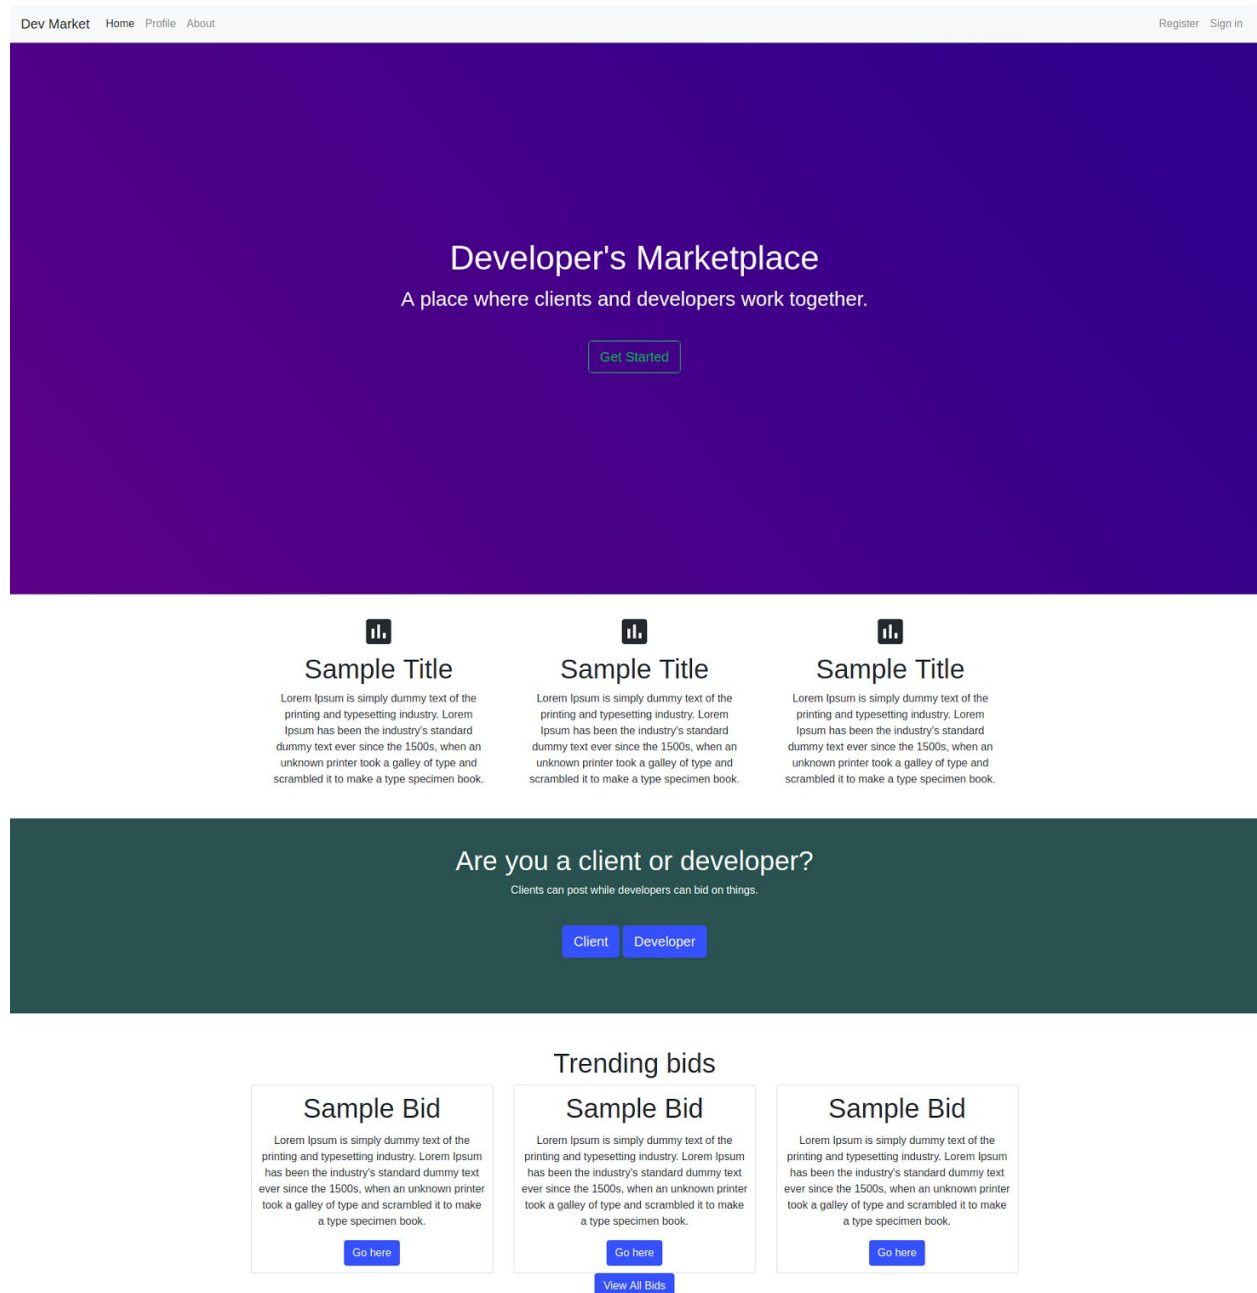 Dev Market Home Profile About Register Sign in
Developer's Marketplace
A place where clients and developers work together.
Get Started
Sample Title
Lorem Ipsum is simply dummy text of the
printing and typesetting industry. Lorem
Ipsum has been the industry's standard
dummy text ever since the 1500s, when an
unknown printer took a galley of type and
scrambled it to make a type specimen book.
Sample Title
Lorem Ipsum is simply dummy text of the
printing and typesetting industry. Lorem
Ipsum has been the industry's standard
dummy text ever since the 1500s, when an
unknown printer took a galley of type and
scrambled it to make a type specimen book.
Sample Title
Lorem Ipsum is simply dummy text of the
printing and typesetting industry. Lorem
Ipsum has been the industry's standard
dummy text ever since the 1500s, when an
unknown printer took a galley of type and
scrambled it to make a type specimen book.
Are you a client or developer?
Clients can post while developers can bid on things.
Client Developer
Trending bids
Sample Bid
Lorem Ipsum is simply dummy text of the
printing and typesetting industry. Lorem Ipsum
has been the industry's standard dummy text
ever since the 1500s, when an unknown printer
took a galley of type and scrambled it to make
a type specimen book.
Go here
Sample Bid
Lorem Ipsum is simply dummy text of the
printing and typesetting industry. Lorem Ipsum
has been the industry's standard dummy text
ever since the 1500s, when an unknown printer
took a galley of type and scrambled it to make
a type specimen book.
Go here
Sample Bid
Lorem Ipsum is simply dummy text of the
printing and typesetting industry. Lorem Ipsum
has been the industry's standard dummy text
ever since the 1500s, when an unknown printer
took a galley of type and scrambled it to make
a type specimen book.
Go here
View All Bids